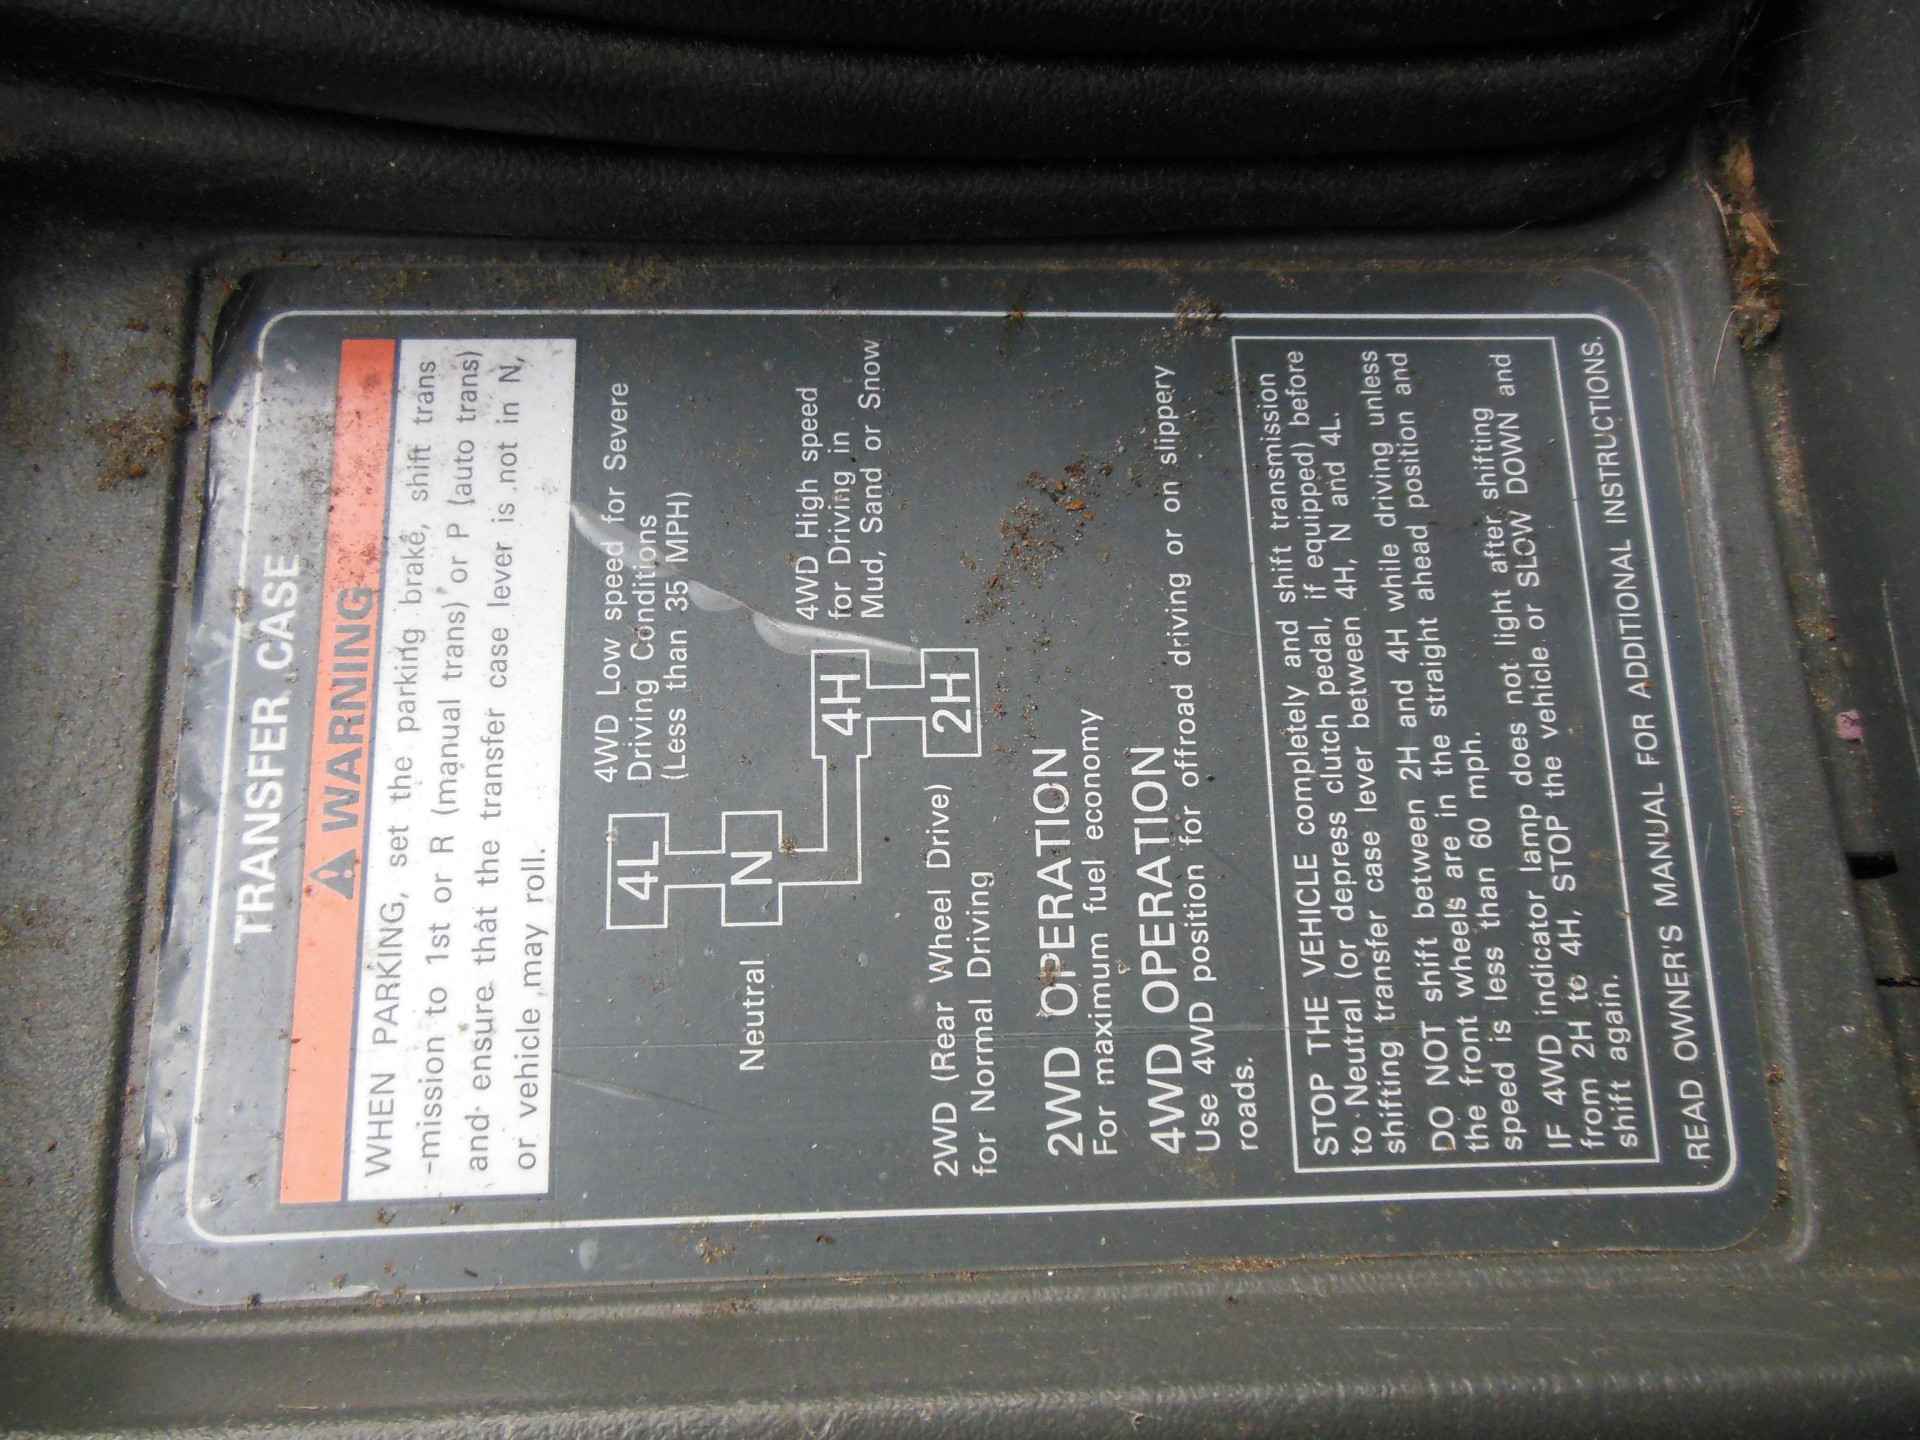 TRANSFER CASE
WARNING
WHEN PARKING, set the parking brake, shift trans
-mission to 1st or R (manual trans) or P (auto trans)
and ensure that the transfer case lever is not in N,
or vehicle may roll.
4L
4WD Low speed for Severe
Driving Conditions
(Less than 35 MPH)
Neutral
N
4H
4WD High speed
for Driving in
Mud, Sand or Snow
2WD (Rear Wheel Drive)
for Normal Driving
2H
2WD OPERATION
For maximum fuel economy
4WD OPERATION
Use 4WD position for offroad driving or on slippery
roads.
STOP THE VEHICLE completely and shift transmission
to Neutral (or depress clutch pedal, if equipped) before
shifting transfer case lever between 4H, N and 4L.
DO NOT shift between 2H and 4H while driving unless
the front wheels are in the straight ahead position and
speed is less than 60 mph.
IF 4WD indicator lamp does not light after shifting
from 2H to 4H, STOP the vehicle or SLOW DOWN and
shift again.
READ OWNER'S MANUAL FOR ADDITIONAL INSTRUCTIONS.